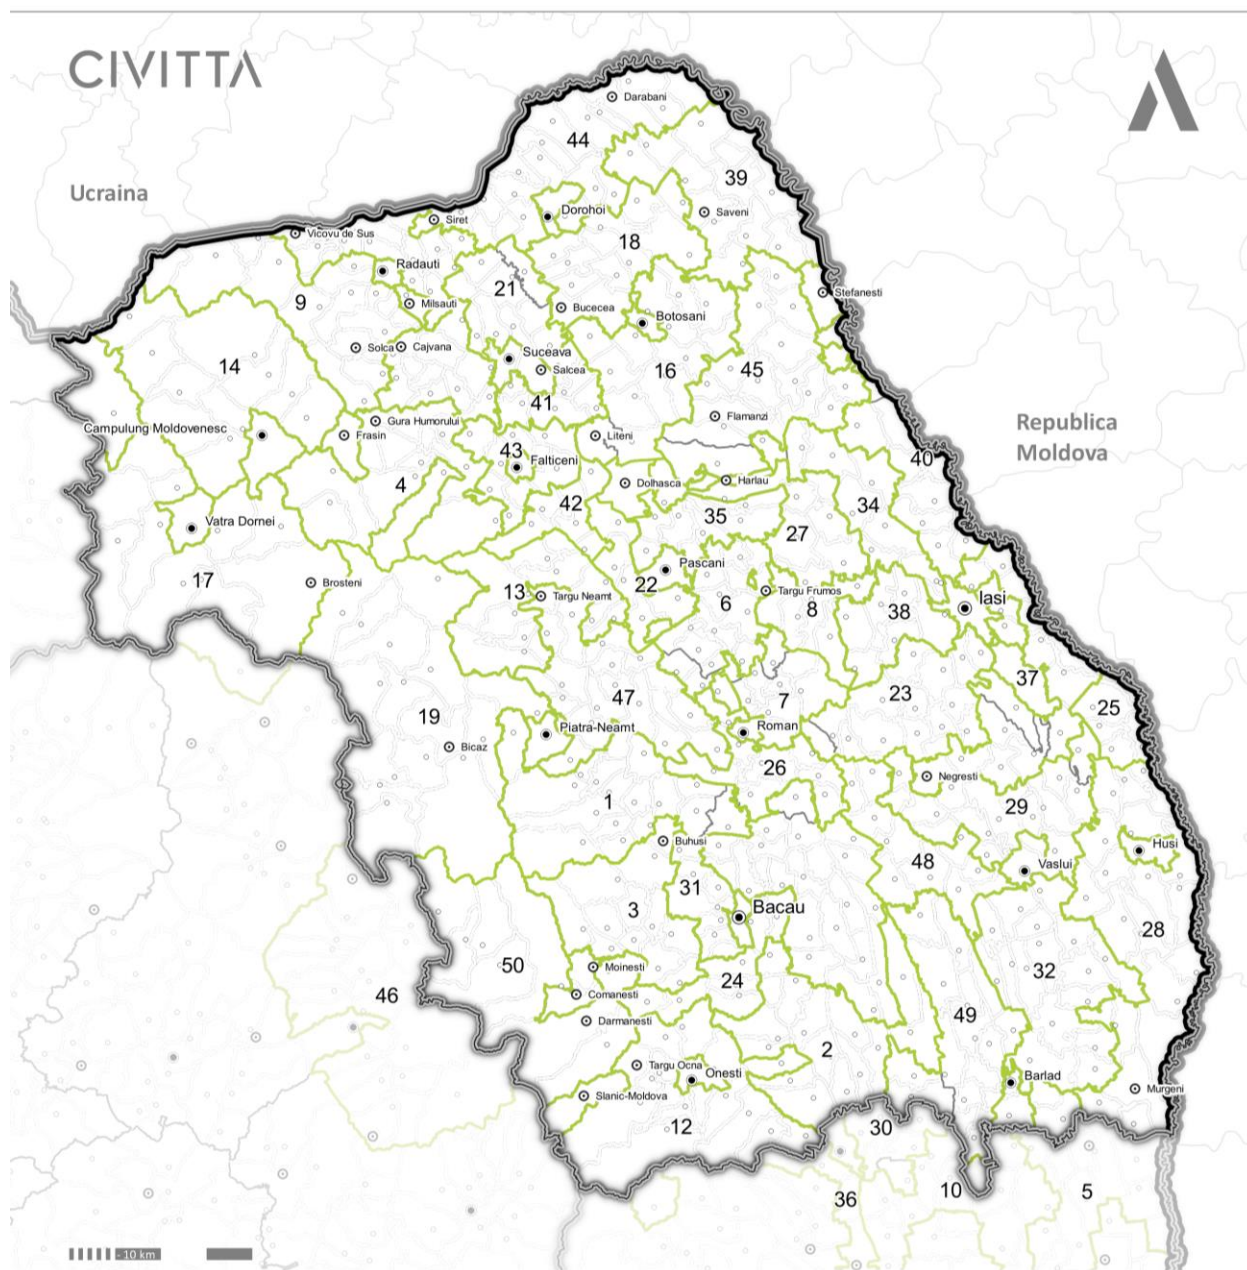 CIVITTA
Darabani
44
39
Ucraina
Dorohoi
Saveni
Siret
Vicovu de Sus
18
Radauti
21
Stefanesti
9
Milsauti
Bucecea
Botosani
Solca
Cajvana
Suceava
14
Salcea
16
45
41
Flamanzi
Gura Humorului
Campulung Moldovenesc
Frasin
Liteni
Republica
Moldova
43
40
Falticeni
4
Dolhasca
Harlau
42
34
35
Vatra Dornei
27
Pascani
17
Brosteni
13
Targu Neamt
22
Targu Frumos
6
8
38
Iasi
37
47
7
23
25
19
Piatra-Neamt
Roman
Bicaz
26
Negresti
1
29
Buhusi
Husi
48
Vaslui
31
3
Bacau
28
50
Moinesti
32
24
46
Comanesti
49
Darmanesti
2
Targu Ocna
Onesti
Barlad
Slanic-Moldova
Murgeni
12
30
36
10
5
- 10 km